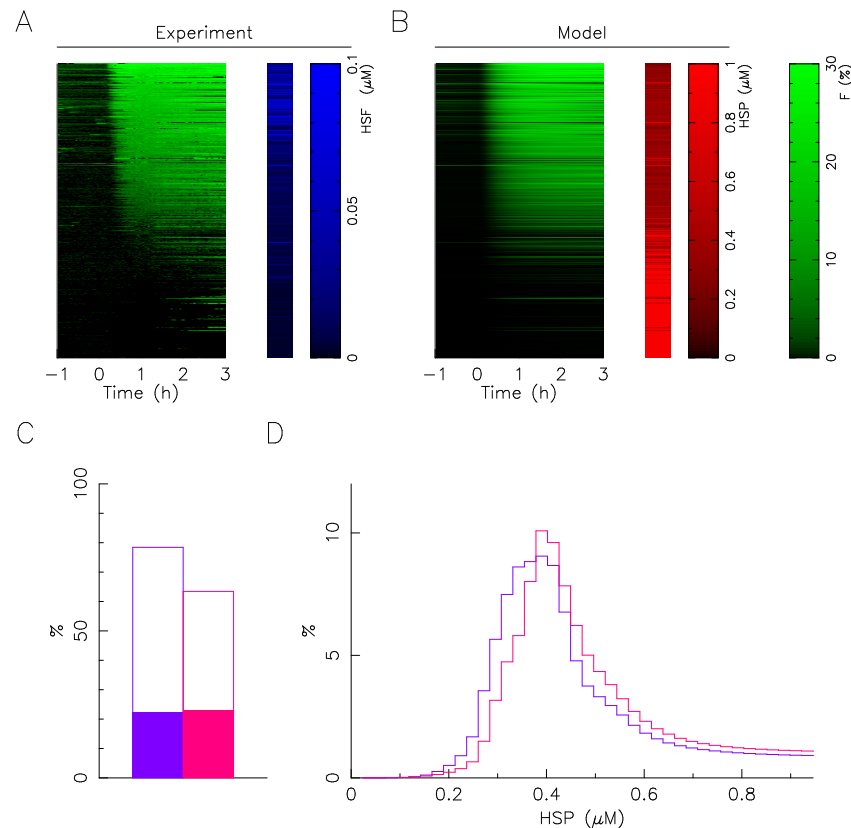 A
Experiment
B
Model
0.1
0.05
0
HSF (μM)
1
0.8
0.6
0.4
0.2
0
HSP (μM)
30
20
10
0
F (%)
−1 0 1 2 3
Time (h)
−1 0 1 2 3
Time (h)
C
D
100
50
0
%
10
5
0
%
0 0.2 0.4 0.6 0.8
HSP (μM)